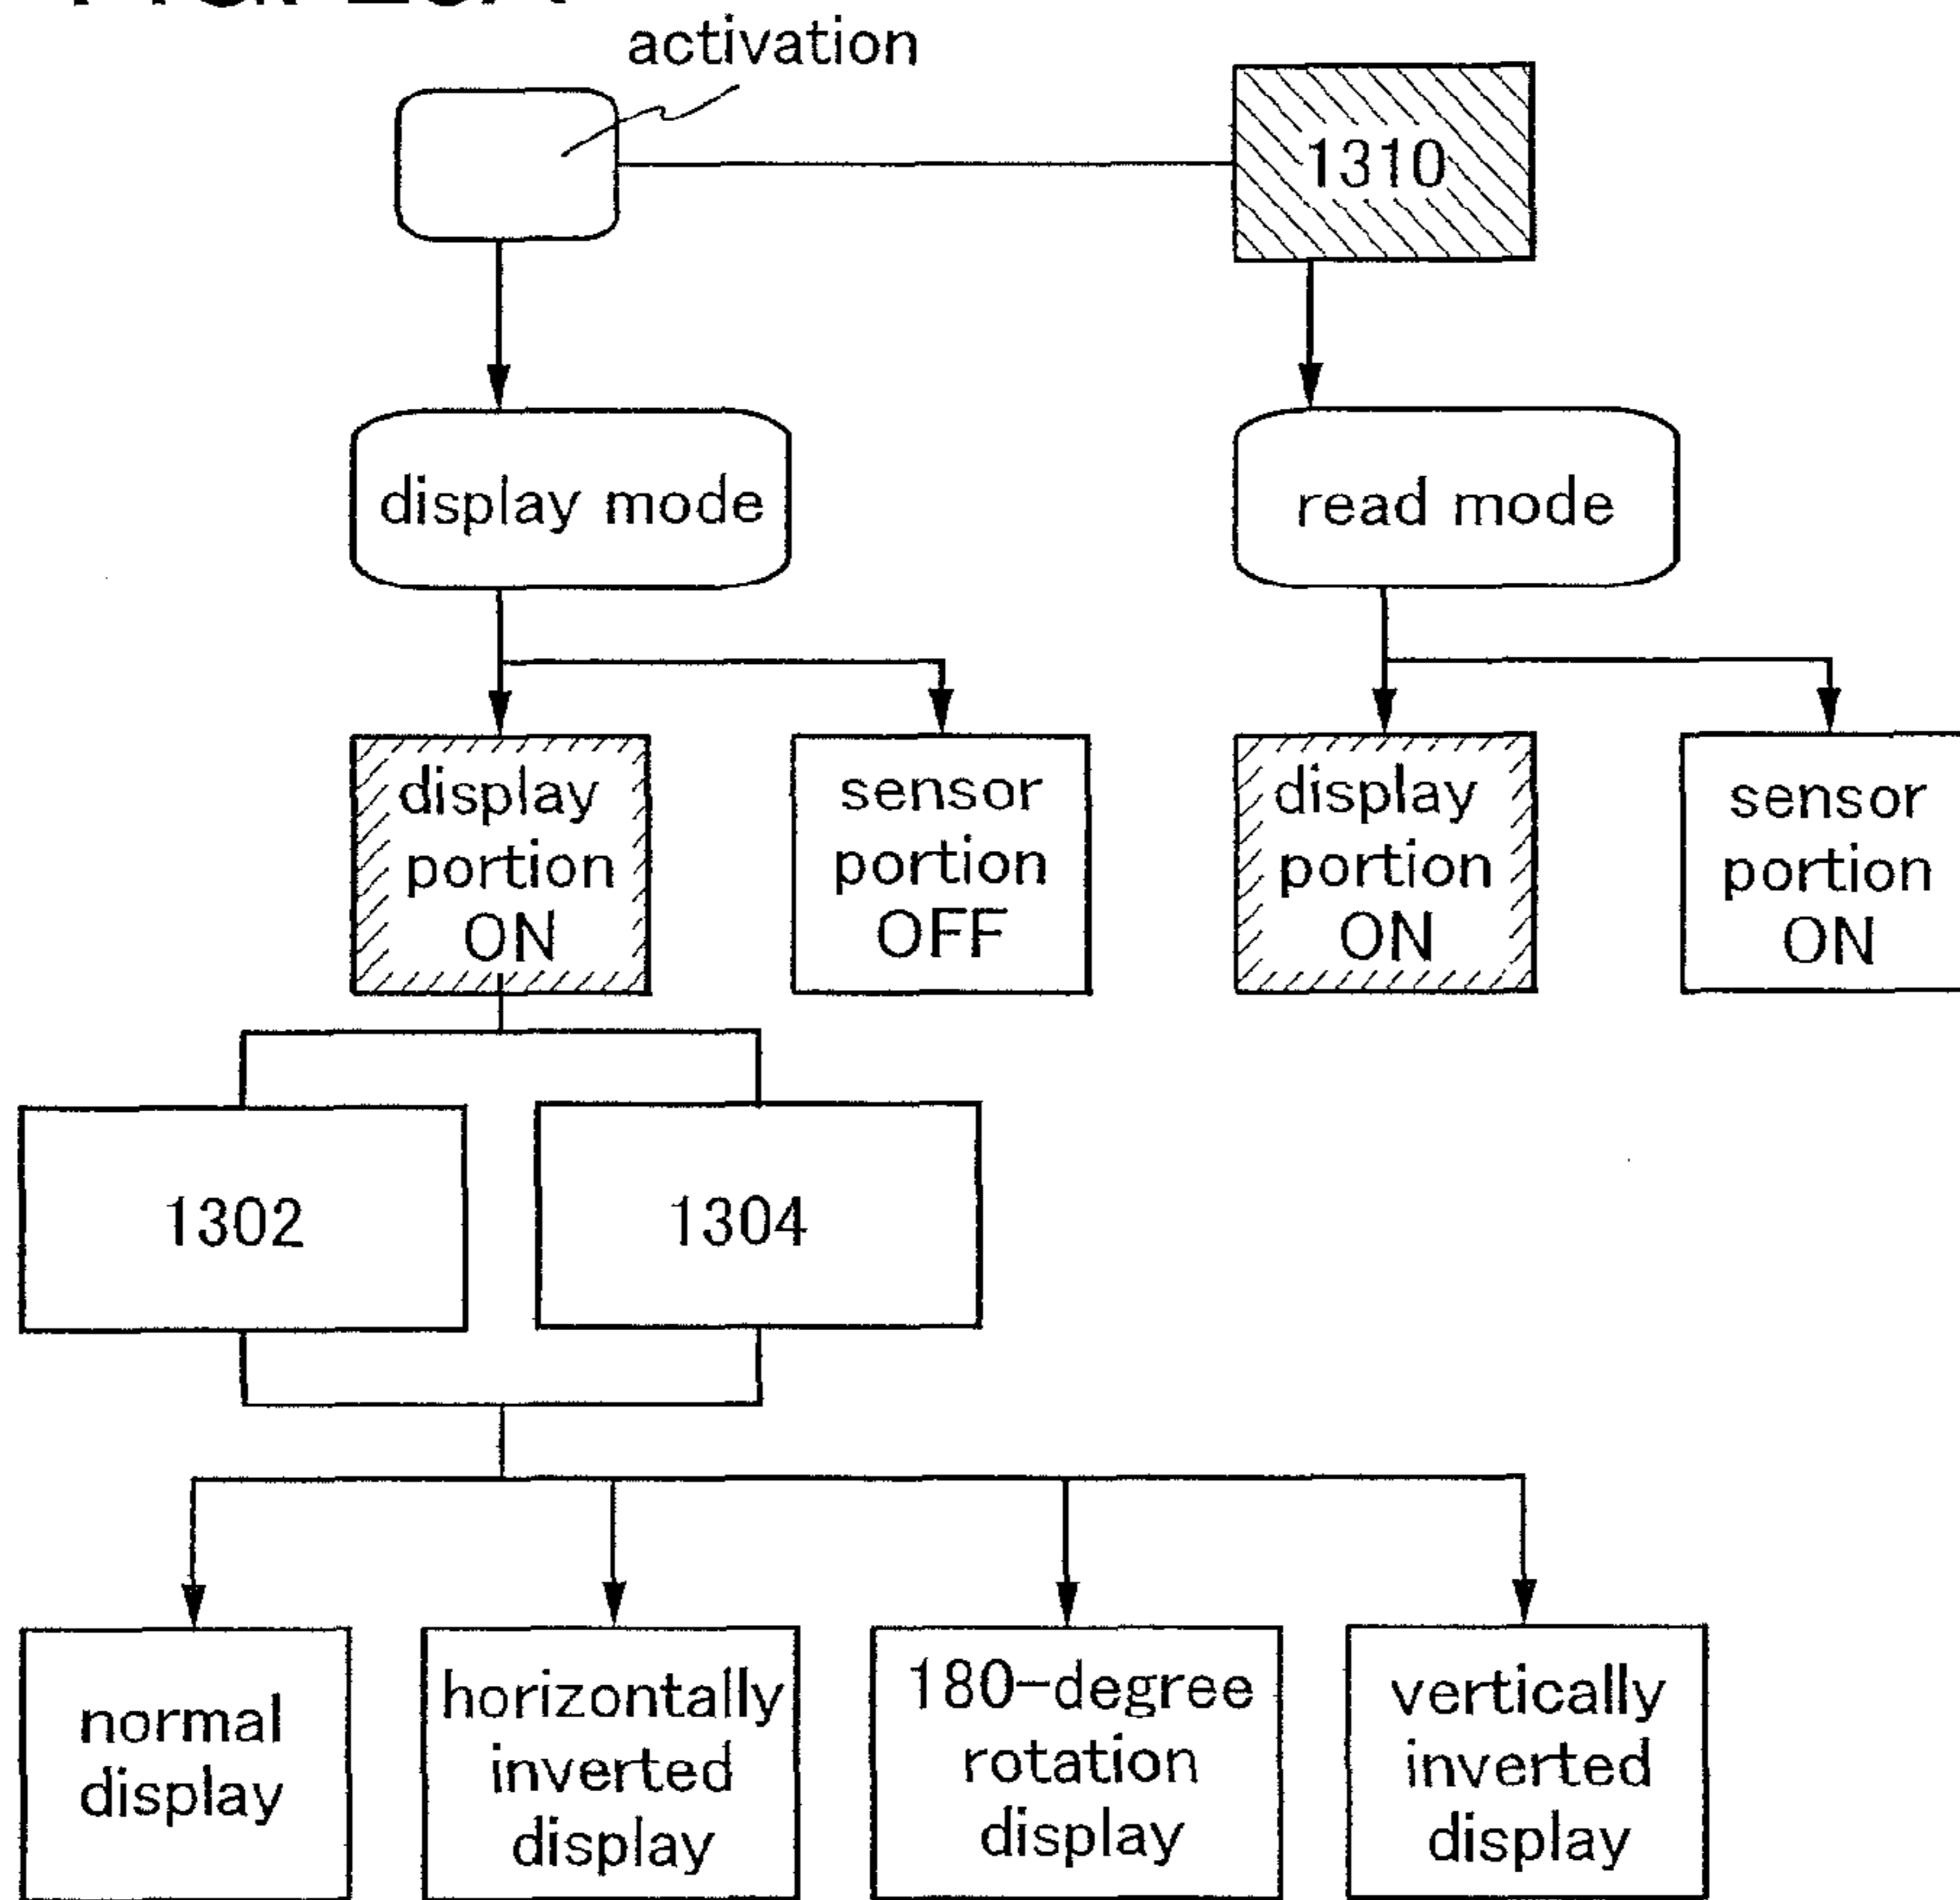 activation
1310
display mode
read mode
display
portion
ON
sensor
portion
OFF
display
portion
ON
sensor
portion
ON
1302
1304
normal
display
horizontally
inverted
display
180-degree
rotation
display
vertically
inverted
display